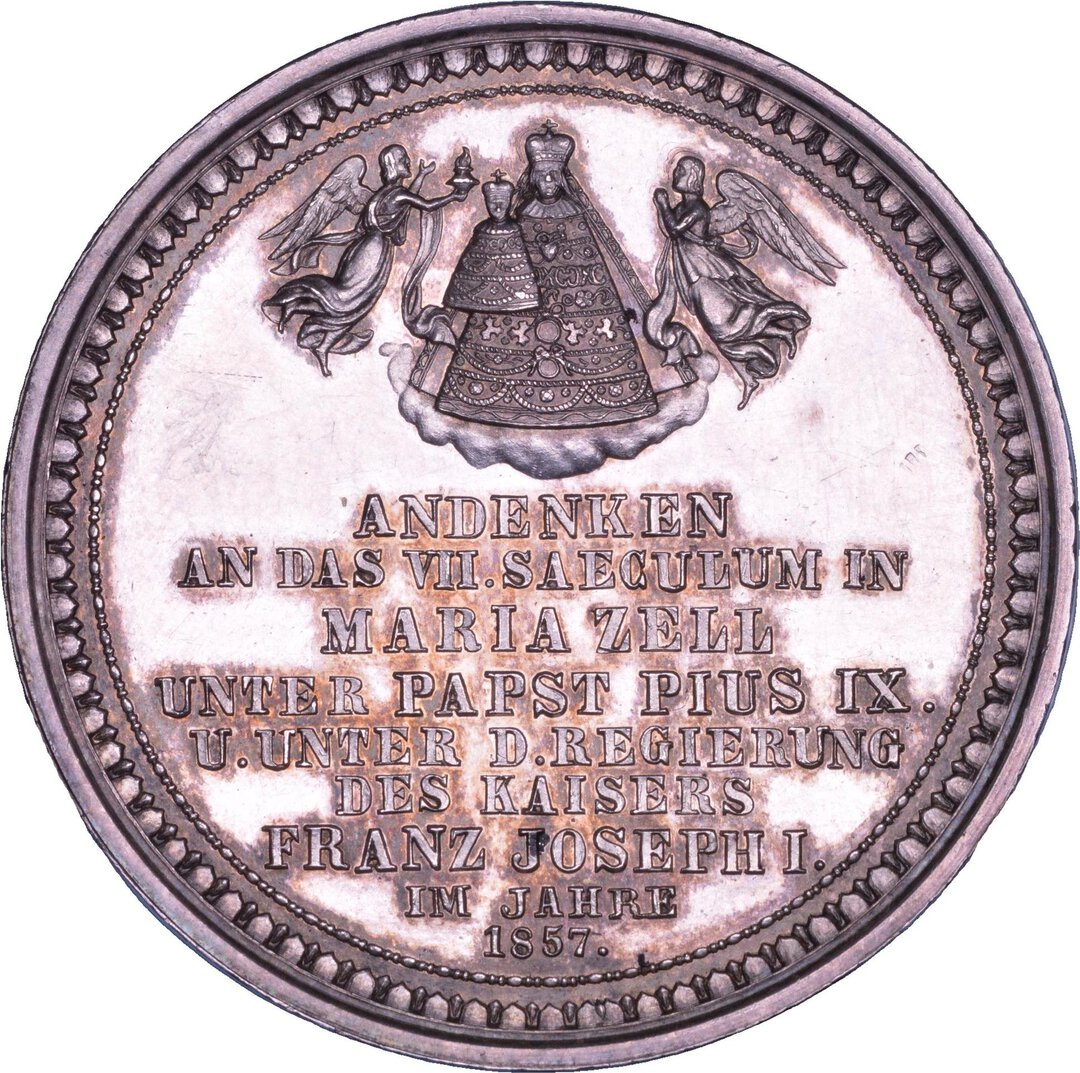 ANDENKEN
AN DAS VII. SAECULUM IN
MARIA ZELL
UNTER PAPST PIUS IX.
U. UNTER D. REGIERUNG
DES KAISERS
FRANZ JOSEPH I.
IM JAHRE
1857.